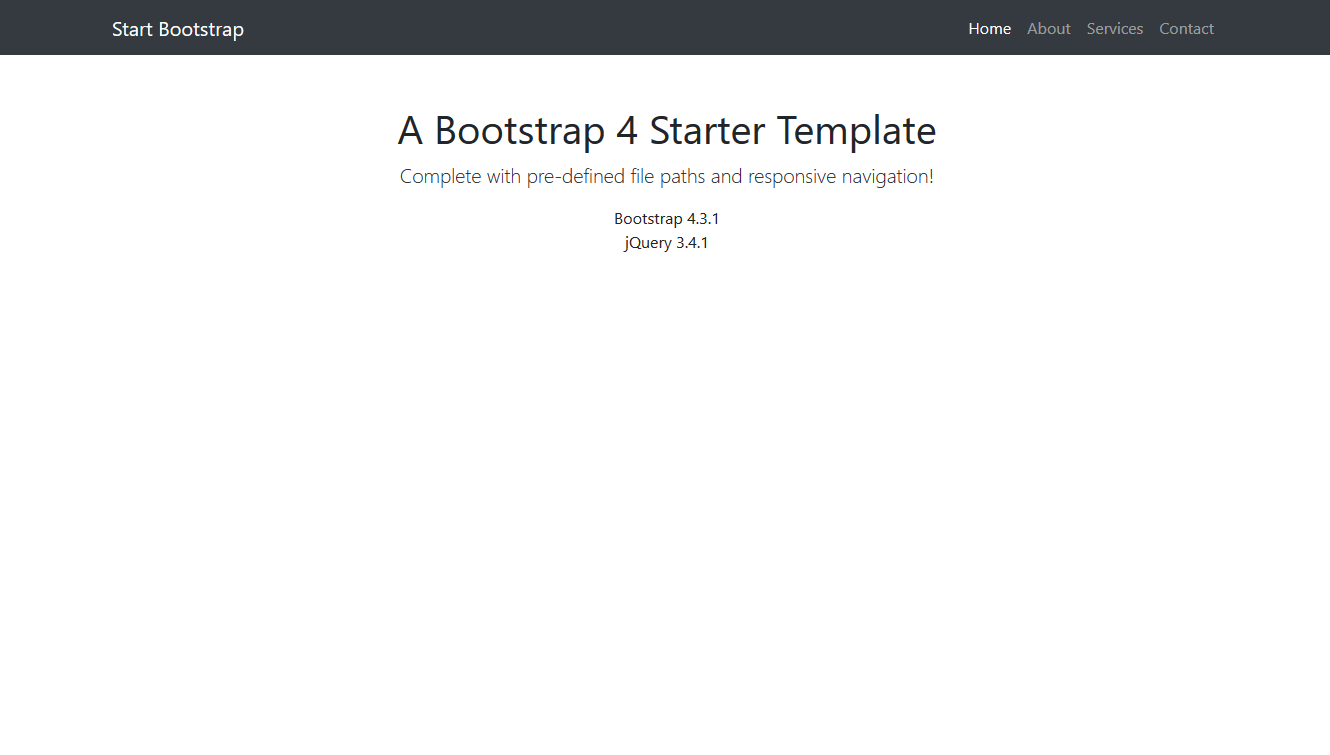 Start Bootstrap
Home About Services Contact
A Bootstrap 4 Starter Template
Complete with pre-defined file paths and responsive navigation!
Bootstrap 4.3.1
jQuery 3.4.1